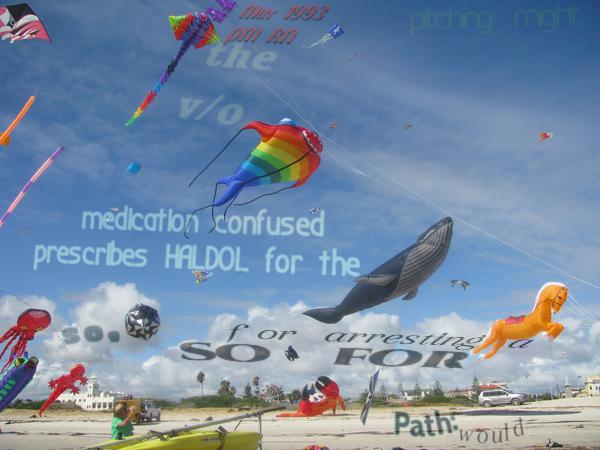 Mar 1993
PM RN
pitching might
the
v/o
medication confused
prescribes HALDOL for the
so.
for arresting a
SO FOR
Path:
would